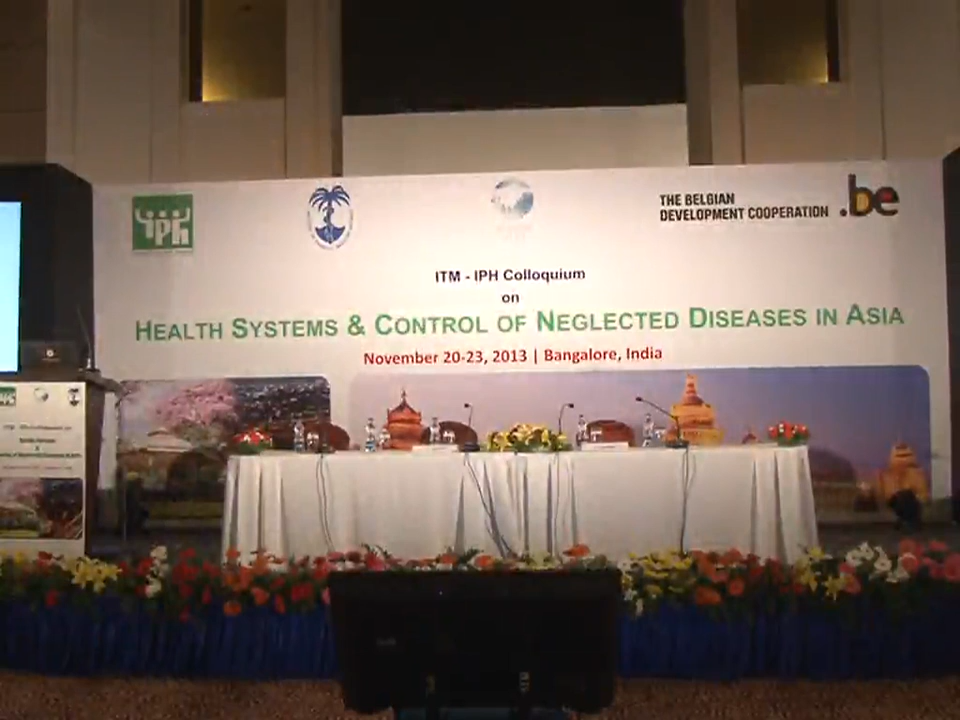 iph
THE BELGIAN
DEVELOPMENT COOPERATION
.be
ITM - IPH Colloquium
on
HEALTH SYSTEMS & CONTROL OF NEGLECTED DISEASES IN ASIA
November 20-23, 2013 | Bangalore, India